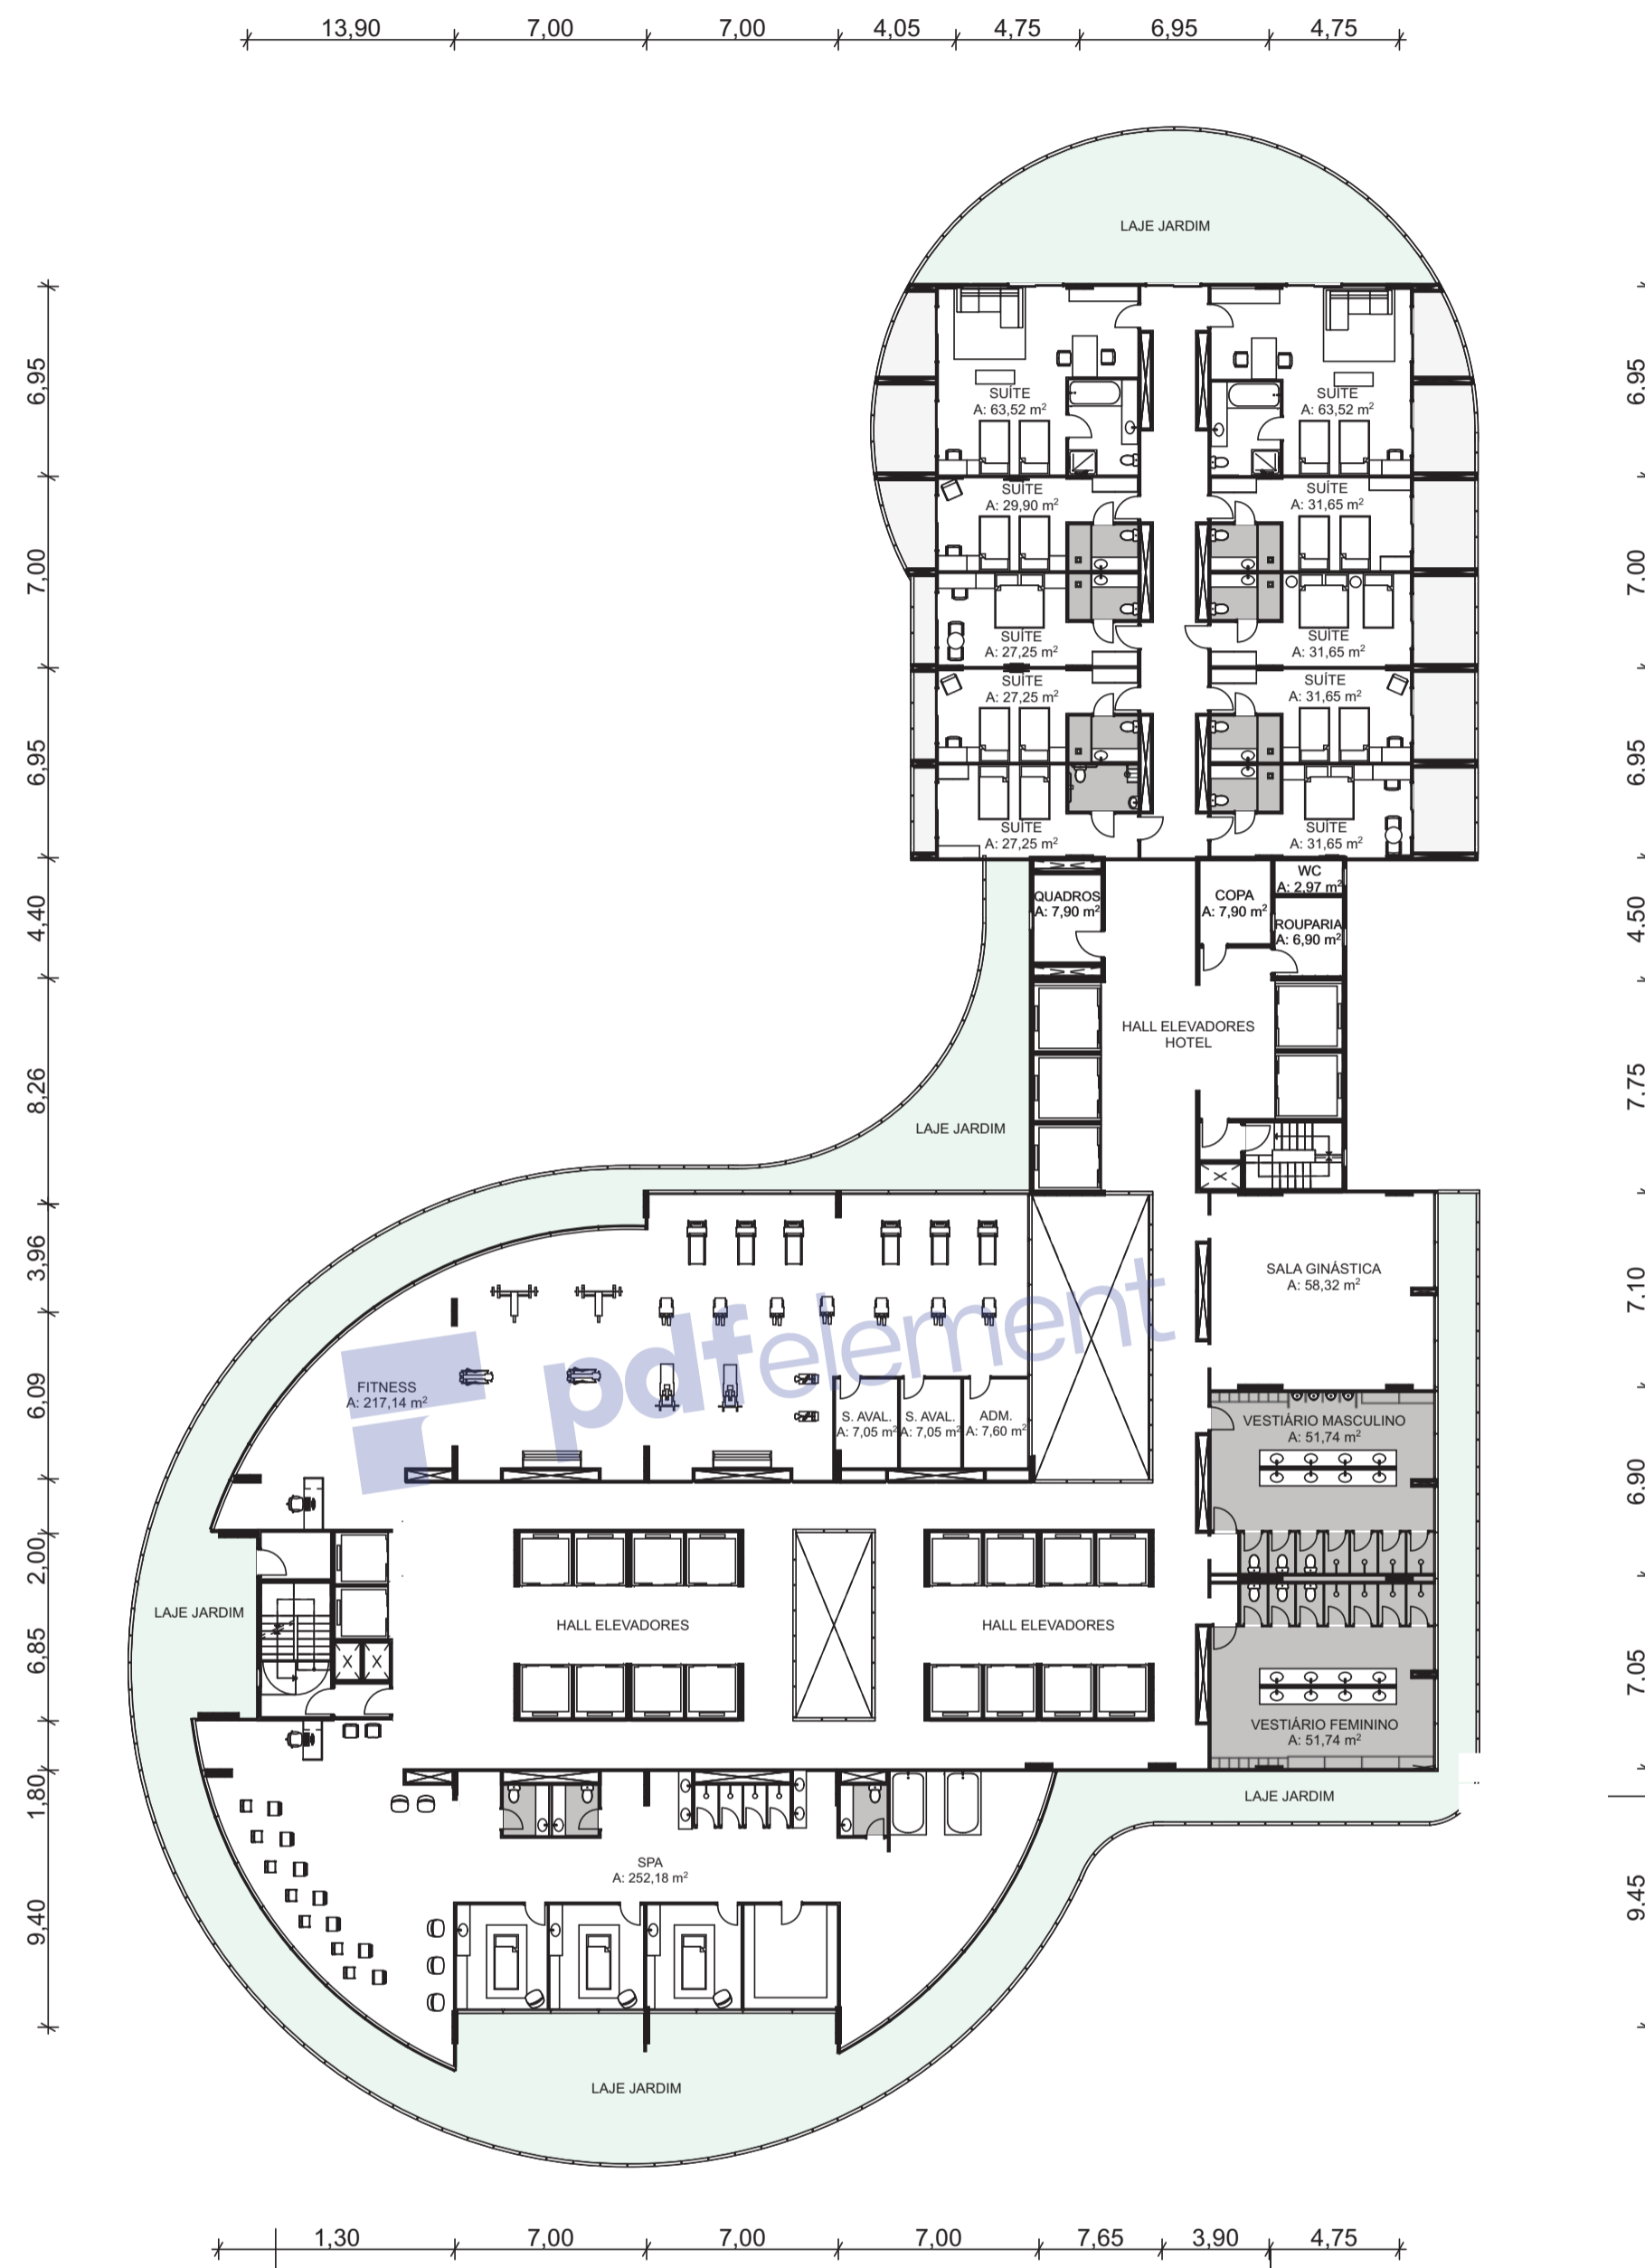 13,90 7,00 7,00 4,05 4,75 6,95 4,75
LAJE JARDIM
6,95
6,95
SUÍTE
A: 63,52 m²
SUÍTE
A: 63,52 m²
SUÍTE
A: 29,90 m²
SUÍTE
A: 31,65 m²
7,00
7.00
SUÍTE
A: 27,25 m²
SUÍTE
A: 31,65 m²
SUÍTE
A: 27,25 m²
SUÍTE
A: 31,65 m²
6,95
6,95
SUÍTE
A: 27,25 m²
SUÍTE
A: 31,65 m²
4,40
4.50
QUADROS
A: 7,90 m²
COPA
A: 7,90 m²
WC
A: 2,97 m²
ROUPARIA
A: 6,90 m²
HALL ELEVADORES
HOTEL
8,26
7.75
LAJE JARDIM
3,96
7.10
SALA GINÁSTICA
A: 58,32 m²
pdfelement
6,09
FITNESS
A: 217,14 m²
S. AVAL.
A: 7,05 m²
S. AVAL.
A: 7,05 m²
ADM.
A: 7,60 m²
VESTIÁRIO MASCULINO
A: 51,74 m²
6.90
2,00
LAJE JARDIM
HALL ELEVADORES
HALL ELEVADORES
6,85
7.05
VESTIÁRIO FEMININO
A: 51,74 m²
1,80
LAJE JARDIM
SPA
A: 252,18 m²
9,40
9.45
LAJE JARDIM
1,30 7,00 7,00 7,00 7,65 3,90 4,75